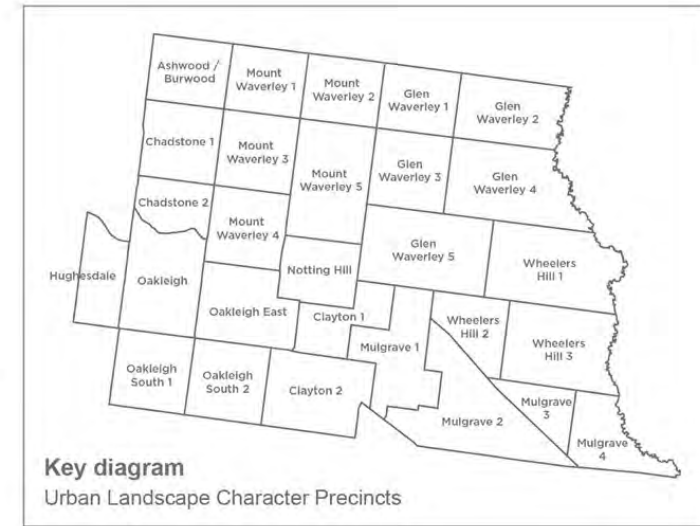 Ashwood /
Burwood
Mount
Waverley 1
Mount
Waverley 2
Glen
Waverley 1
Glen
Waverley 2
Chadstone 1
Mount
Waverley 3
Mount
Waverley 5
Glen
Waverley 3
Glen
Waverley 4
Chadstone 2
Mount
Waverley 4
Glen
Waverley 5
Hughesdale
Oakleigh
Notting Hill
Wheelers
Hill 1
Oakleigh East
Clayton 1
Mulgrave 1
Wheelers
Hill 2
Wheelers
Hill 3
Oakleigh
South 1
Oakleigh
South 2
Clayton 2
Mulgrave 2
Mulgrave
3
Mulgrave
4
Key diagram
Urban Landscape Character Precincts